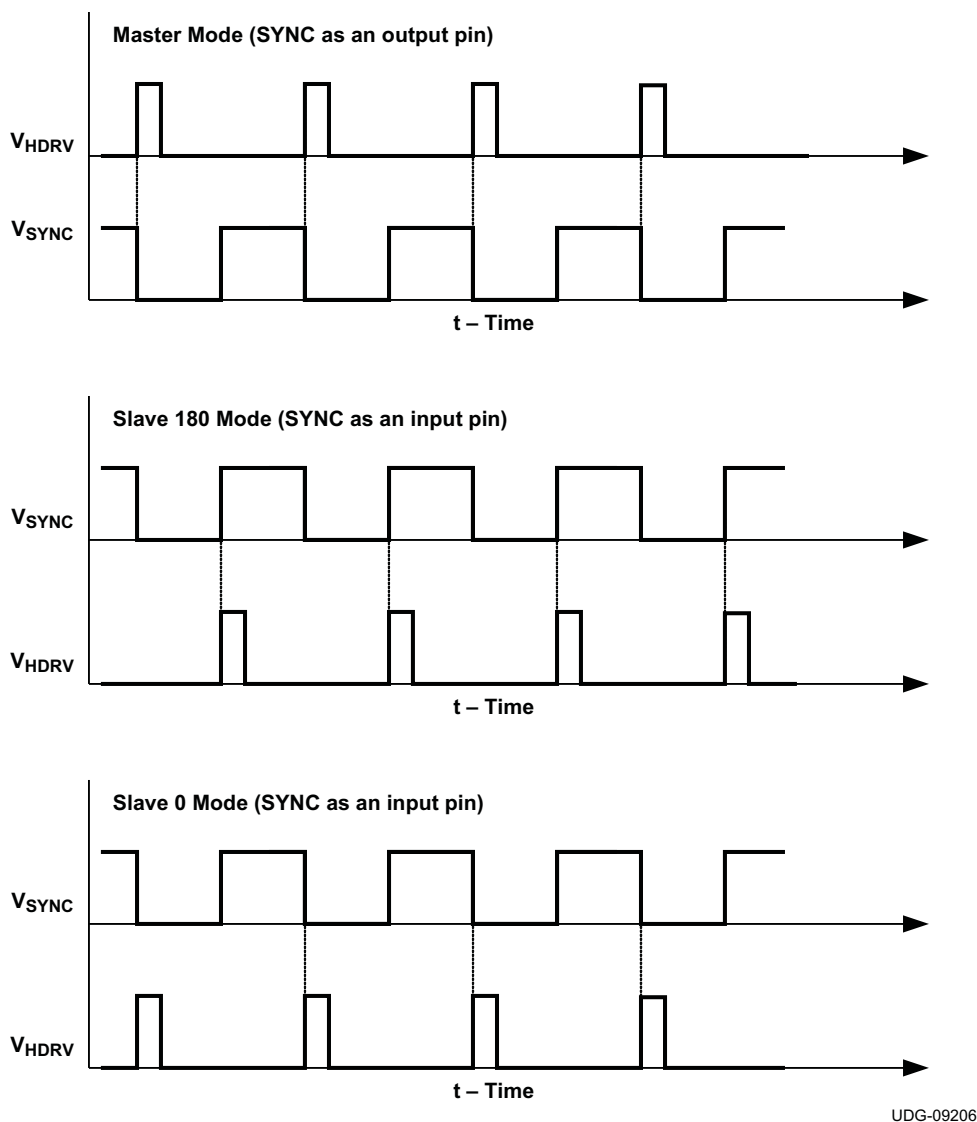 Master Mode (SYNC as an output pin)
VHDRV
VSYNC
t – Time
Slave 180 Mode (SYNC as an input pin)
VSYNC
VHDRV
t – Time
Slave 0 Mode (SYNC as an input pin)
VSYNC
VHDRV
t – Time
UDG-09206